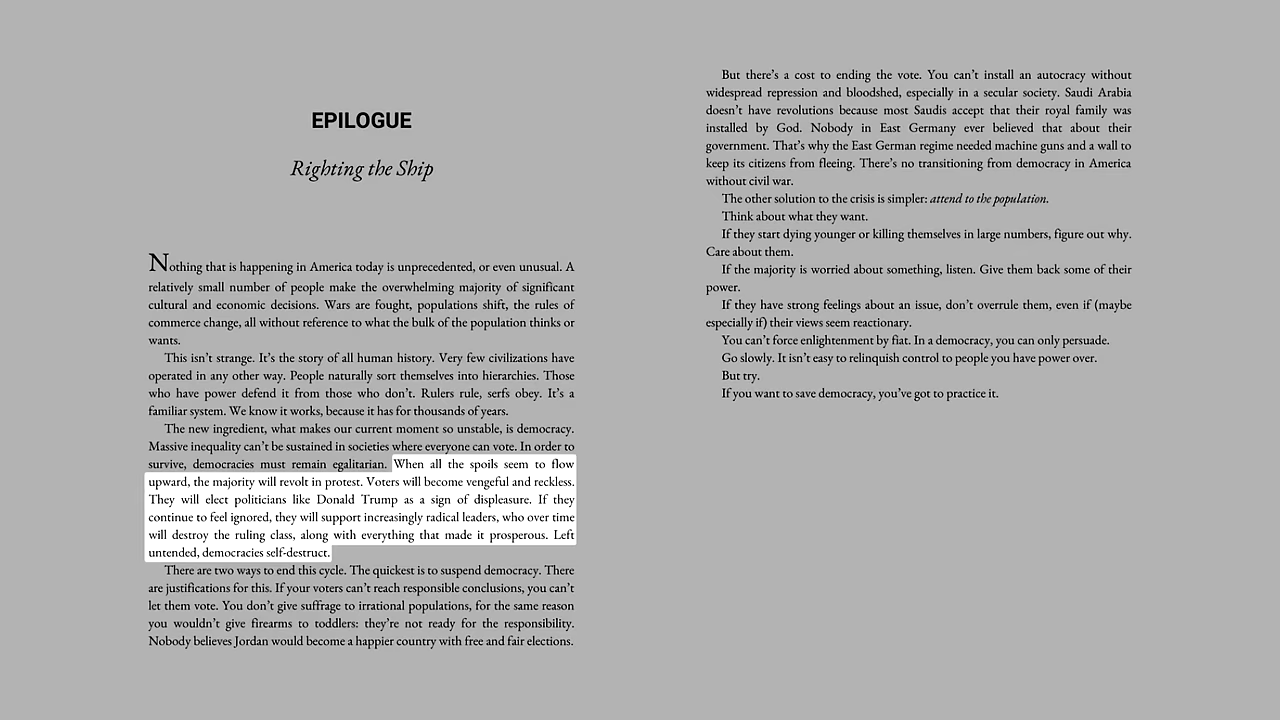 EPILOGUE
Righting the Ship
Nothing that is happening in America today is unprecedented, or even unusual. A
relatively small number of people make the overwhelming majority of significant
cultural and economic decisions. Wars are fought, populations shift, the rules of
commerce change, all without reference to what the bulk of the population thinks or
wants.
This isn’t strange. It’s the story of all human history. Very few civilizations have
operated in any other way. People naturally sort themselves into hierarchies. Those
who have power defend it from those who don’t. Rulers rule, serfs obey. It’s a
familiar system. We know it works, because it has for thousands of years.
The new ingredient, what makes our current moment so unstable, is democracy.
Massive inequality can’t be sustained in societies where everyone can vote. In order to
survive, democracies must remain egalitarian. When all the spoils seem to flow
upward, the majority will revolt in protest. Voters will become vengeful and reckless.
They will elect politicians like Donald Trump as a sign of displeasure. If they
continue to feel ignored, they will support increasingly radical leaders, who over time
will destroy the ruling class, along with everything that made it prosperous. Left
untended, democracies self-destruct.
There are two ways to end this cycle. The quickest is to suspend democracy. There
are justifications for this. If your voters can’t reach responsible conclusions, you can’t
let them vote. You don’t give suffrage to irrational populations, for the same reason
you wouldn’t give firearms to toddlers: they’re not ready for the responsibility.
Nobody believes Jordan would become a happier country with free and fair elections.
But there’s a cost to ending the vote. You can’t install an autocracy without
widespread repression and bloodshed, especially in a secular society. Saudi Arabia
doesn’t have revolutions because most Saudis accept that their royal family was
installed by God. Nobody in East Germany ever believed that about their
government. That’s why the East German regime needed machine guns and a wall to
keep its citizens from fleeing. There’s no transitioning from democracy in America
without civil war.
The other solution to the crisis is simpler: attend to the population.
Think about what they want.
If they start dying younger or killing themselves in large numbers, figure out why.
Care about them.
If the majority is worried about something, listen. Give them back some of their
power.
If they have strong feelings about an issue, don’t overrule them, even if (maybe
especially if) their views seem reactionary.
You can’t force enlightenment by fiat. In a democracy, you can only persuade.
Go slowly. It isn’t easy to relinquish control to people you have power over.
But try.
If you want to save democracy, you’ve got to practice it.